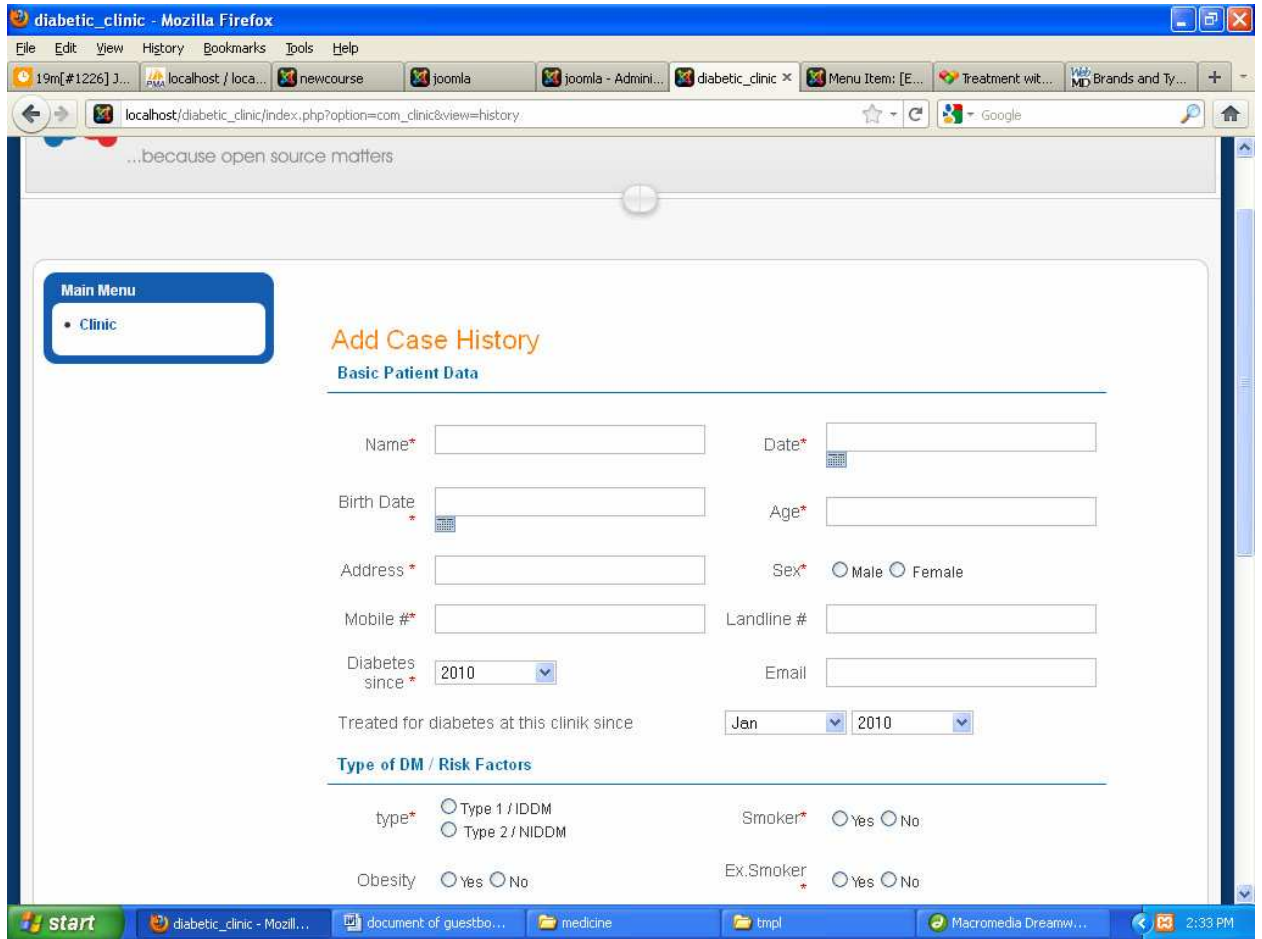 diabetic_clinic - Mozilla Firefox
File Edit View History Bookmarks Tools Help
19m[#1226] J... localhost / loca... newcourse joomla joomla - Admini... diabetic_clinic × Menu Item: [E... Treatment wit... Brands and Ty... +
localhost/diabetic_clinic/index.php?option=com_clinic&view=history Google
...because open source matters
Main Menu
• Clinic
Add Case History
Basic Patient Data
Name* Date*
Birth Date * Age*
Address * Sex* Male Female
Mobile #* Landline #
Diabetes since * 2010 Email
Treated for diabetes at this clinik since Jan 2010
Type of DM / Risk Factors
type* Type 1 / IDDM Smoker* Yes No
Type 2 / NIDDM
Obesity Yes No Ex.Smoker * Yes No
start diabetic_clinic - Mozill... document of guestbo... medicine tmpl Macromedia Dreamw... 2:33 PM